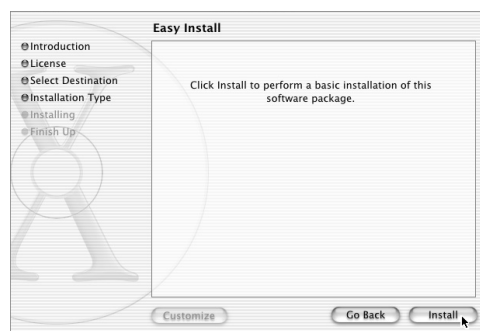 Easy Install
Introduction
License
Select Destination
Installation Type
Installing
Finish Up
Click Install to perform a basic installation of this
software package.
Customize
Go Back
Install